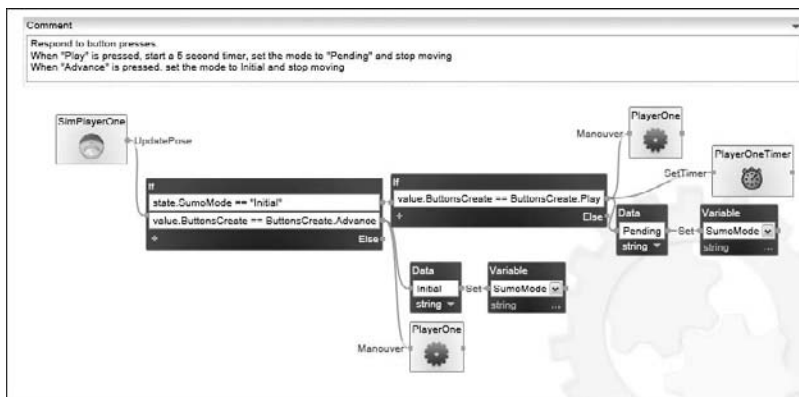 Comment
Respond to button presses.
When "Play" is pressed, start a 5 second timer, set the mode to "Pending" and stop moving
When "Advance" is pressed, set the mode to Initial and stop moving
SimPlayerOne
UpdatePose
If
state.SumoMode == "Initial"
value.ButtonsCreate == ButtonsCreate.Advance
+
Else
If
value.ButtonsCreate == ButtonsCreate.Play
+
Else
Manouver
PlayerOne
SetTimer
PlayerOneTimer
Data
Pending
string
Set
Variable
SumoMode
string
...
Data
Initial
string
Set
Variable
SumoMode
string
...
Manouver
PlayerOne